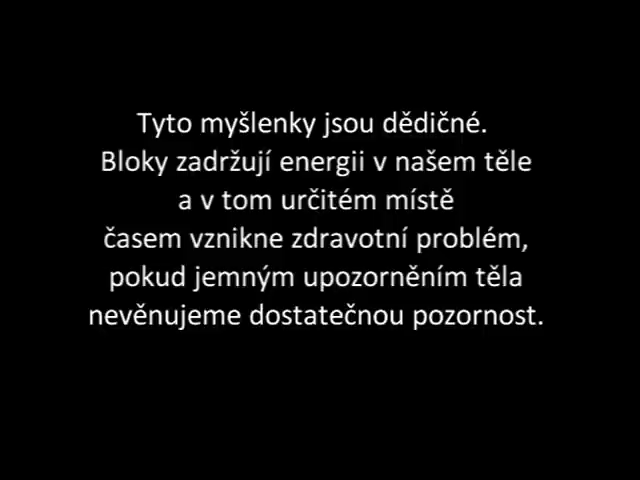 Tyto myšlenky jsou dědičné.
Bloky zadržují energii v našem těle
a v tom určitém místě
časem vznikne zdravotní problém,
pokud jemným upozorněním těla
nevěnujeme dostatečnou pozornost.